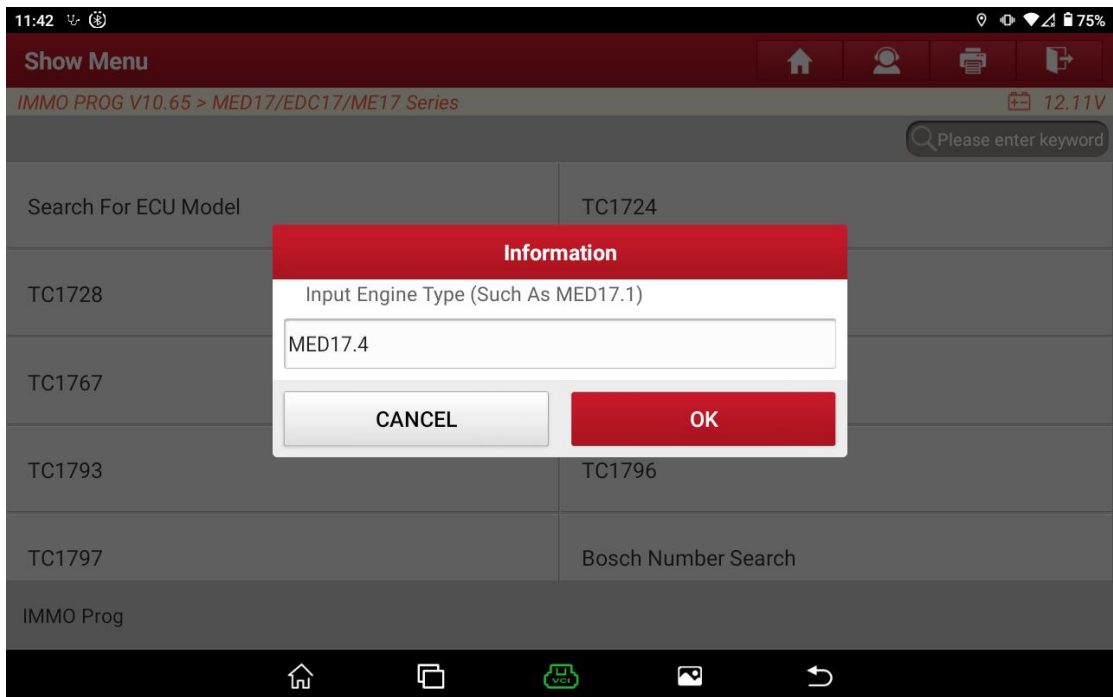 11:42
75%
Show Menu
IMMO PROG V10.65 > MED17/EDC17/ME17 Series
12.11V
Please enter keyword
Search For ECU Model
TC1724
Information
TC1728
Input Engine Type (Such As MED17.1)
MED17.4
TC1767
CANCEL
OK
TC1793
TC1796
TC1797
Bosch Number Search
IMMO Prog
VCI